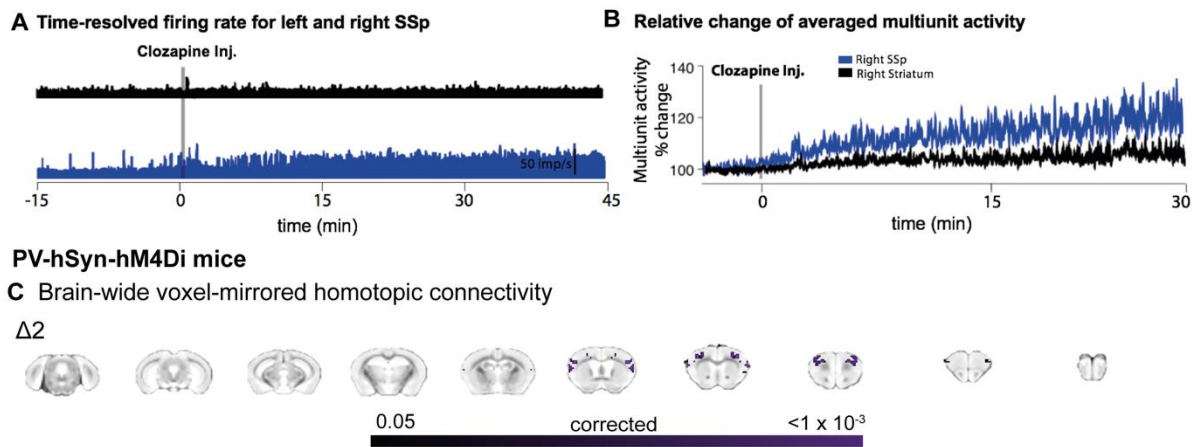 A Time-resolved firing rate for left and right SSp
Clozapine Inj.
50 imp/s
-15 0 15 30 45
time (min)
B Relative change of averaged multiunit activity
Multiunit activity
% change
140
120
100
Clozapine Inj.
Right SSp
Right Striatum
0 15 30
time (min)
PV-hSyn-hM4Di mice
C Brain-wide voxel-mirrored homotopic connectivity
Δ2
0.05 corrected <1 x 10⁻³